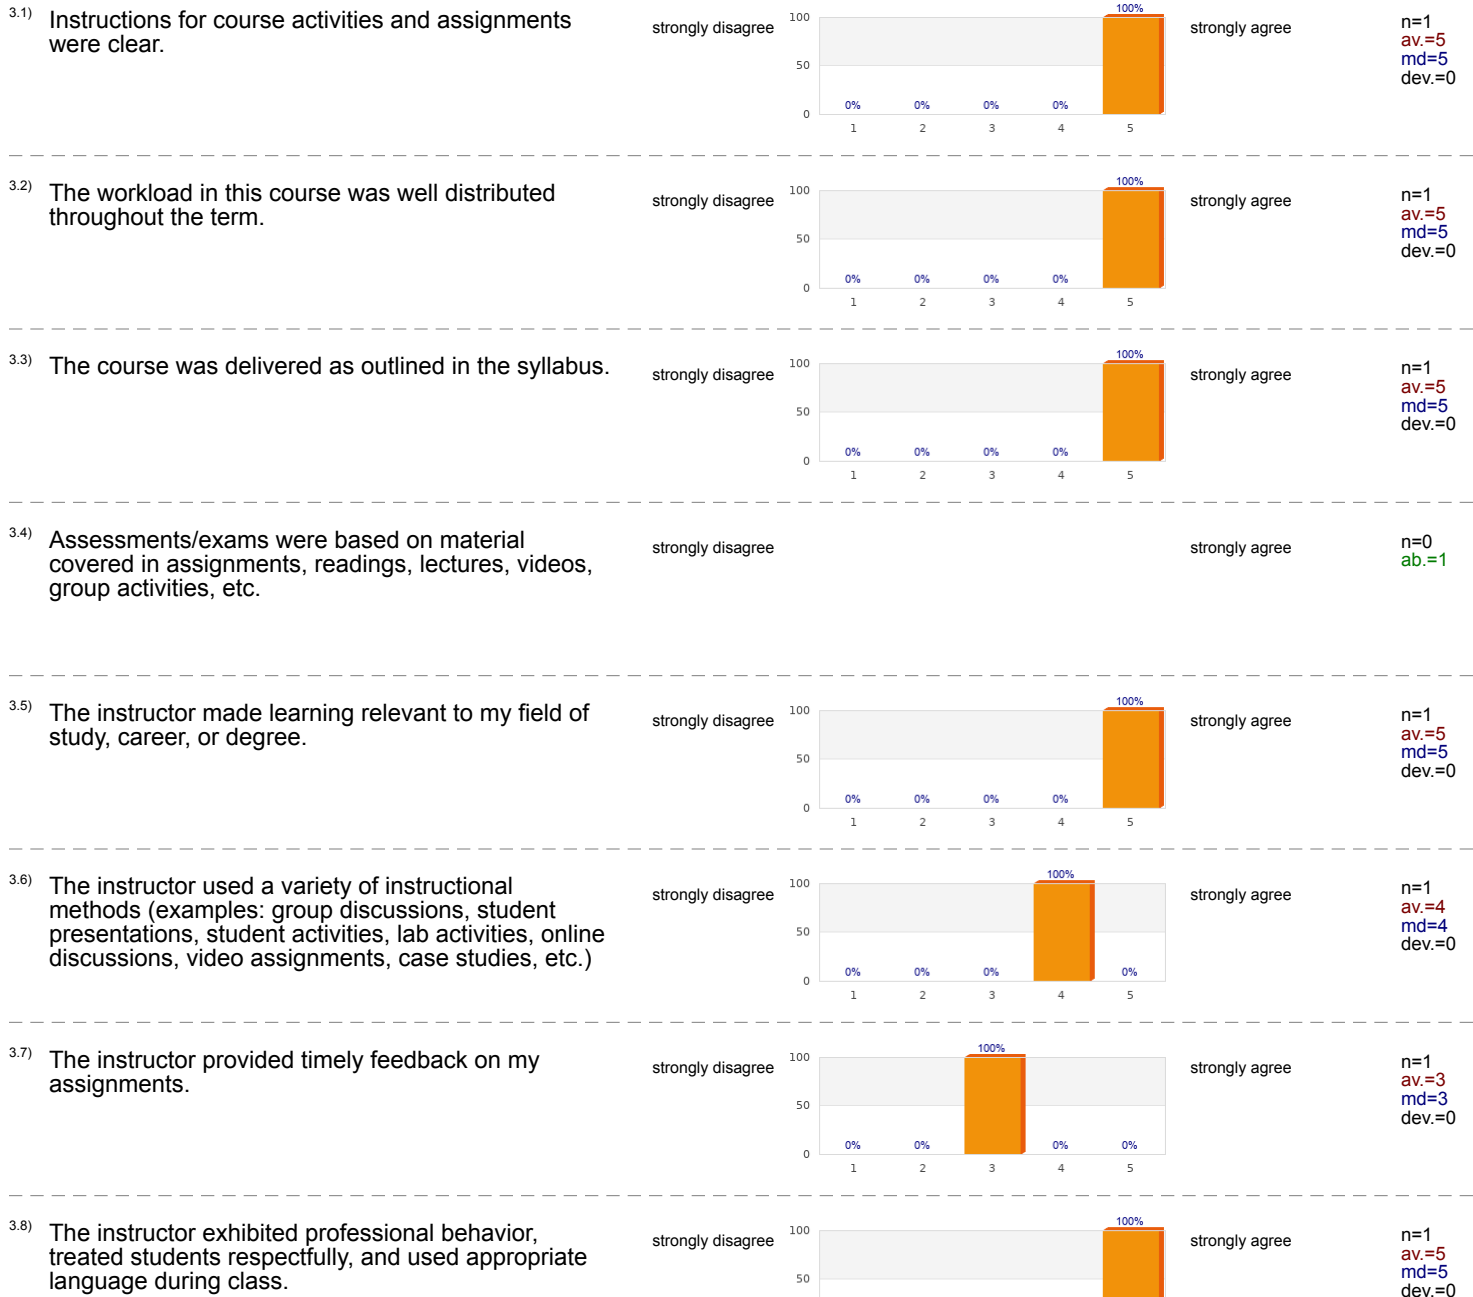 3.1) Instructions for course activities and assignments
were clear.
strongly disagree
strongly agree
100
50
0
100%
0% 0% 0% 0%
1 2 3 4 5
n=1
av.=5
md=5
dev.=0
3.2) The workload in this course was well distributed
throughout the term.
strongly disagree
strongly agree
100
50
0
100%
0% 0% 0% 0%
1 2 3 4 5
n=1
av.=5
md=5
dev.=0
3.3) The course was delivered as outlined in the syllabus.
strongly disagree
strongly agree
100
50
0
100%
0% 0% 0% 0%
1 2 3 4 5
n=1
av.=5
md=5
dev.=0
3.4) Assessments/exams were based on material
covered in assignments, readings, lectures, videos,
group activities, etc.
strongly disagree
strongly agree
n=0
ab.=1
3.5) The instructor made learning relevant to my field of
study, career, or degree.
strongly disagree
strongly agree
100
50
0
100%
0% 0% 0% 0%
1 2 3 4 5
n=1
av.=5
md=5
dev.=0
3.6) The instructor used a variety of instructional
methods (examples: group discussions, student
presentations, student activities, lab activities, online
discussions, video assignments, case studies, etc.)
strongly disagree
strongly agree
100
50
0
100%
0% 0% 0% 0%
1 2 3 4 5
n=1
av.=4
md=4
dev.=0
3.7) The instructor provided timely feedback on my
assignments.
strongly disagree
strongly agree
100
50
0
100%
0% 0% 0% 0%
1 2 3 4 5
n=1
av.=3
md=3
dev.=0
3.8) The instructor exhibited professional behavior,
treated students respectfully, and used appropriate
language during class.
strongly disagree
strongly agree
100
50
100%
n=1
av.=5
md=5
dev.=0